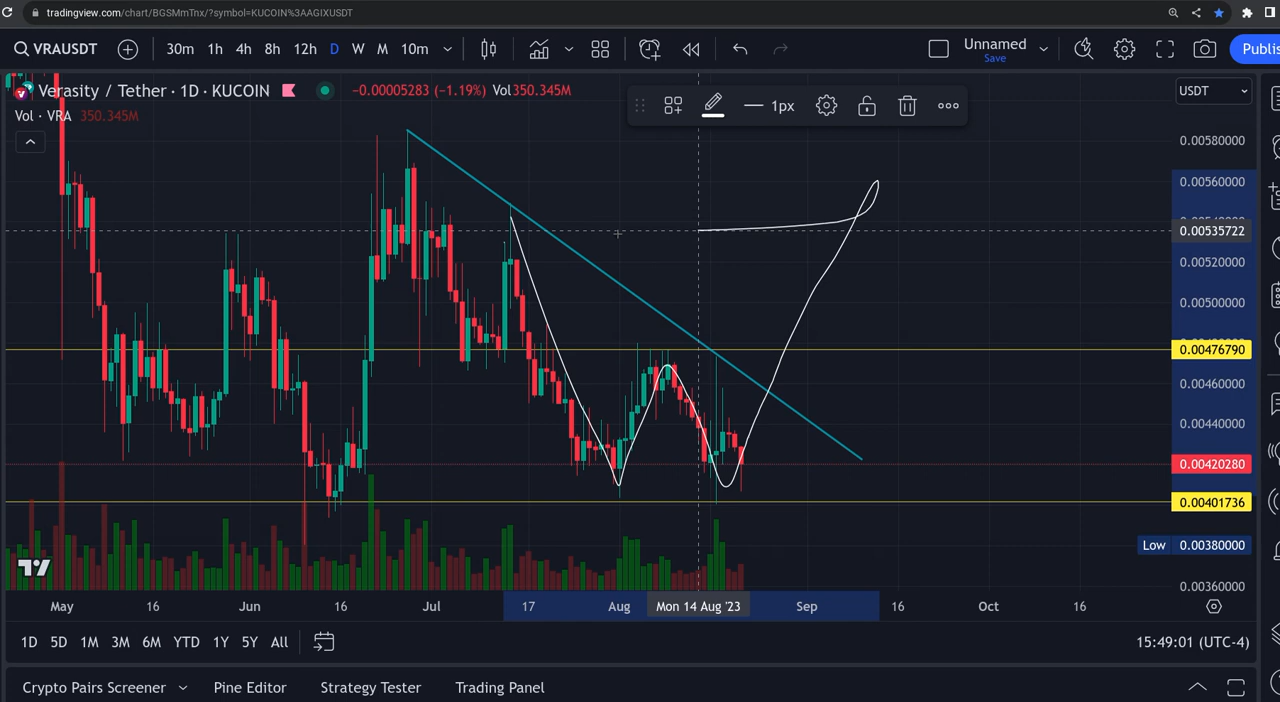 tradingview.com/chart/BGSMmTnx/?symbol=KUCOIN%3AAGIXUSDT
VRAUSDT 30m 1h 4h 8h 12h D W M 10m Unnamed Save Publis
Verasity / Tether · 1D · KUCOIN −0.00005283 (−1.19%) Vol350.345M
Vol · VRA 350.345M
1px
USDT
0.00580000
0.00560000
0.00535722
0.00520000
0.00500000
0.00476790
0.00460000
0.00440000
0.00420280
0.00401736
Low 0.00380000
0.00360000
May 16 Jun 16 Jul 17 Aug Mon 14 Aug '23 Sep 16 Oct 16
1D 5D 1M 3M 6M YTD 1Y 5Y All 15:49:01 (UTC-4)
Crypto Pairs Screener Pine Editor Strategy Tester Trading Panel